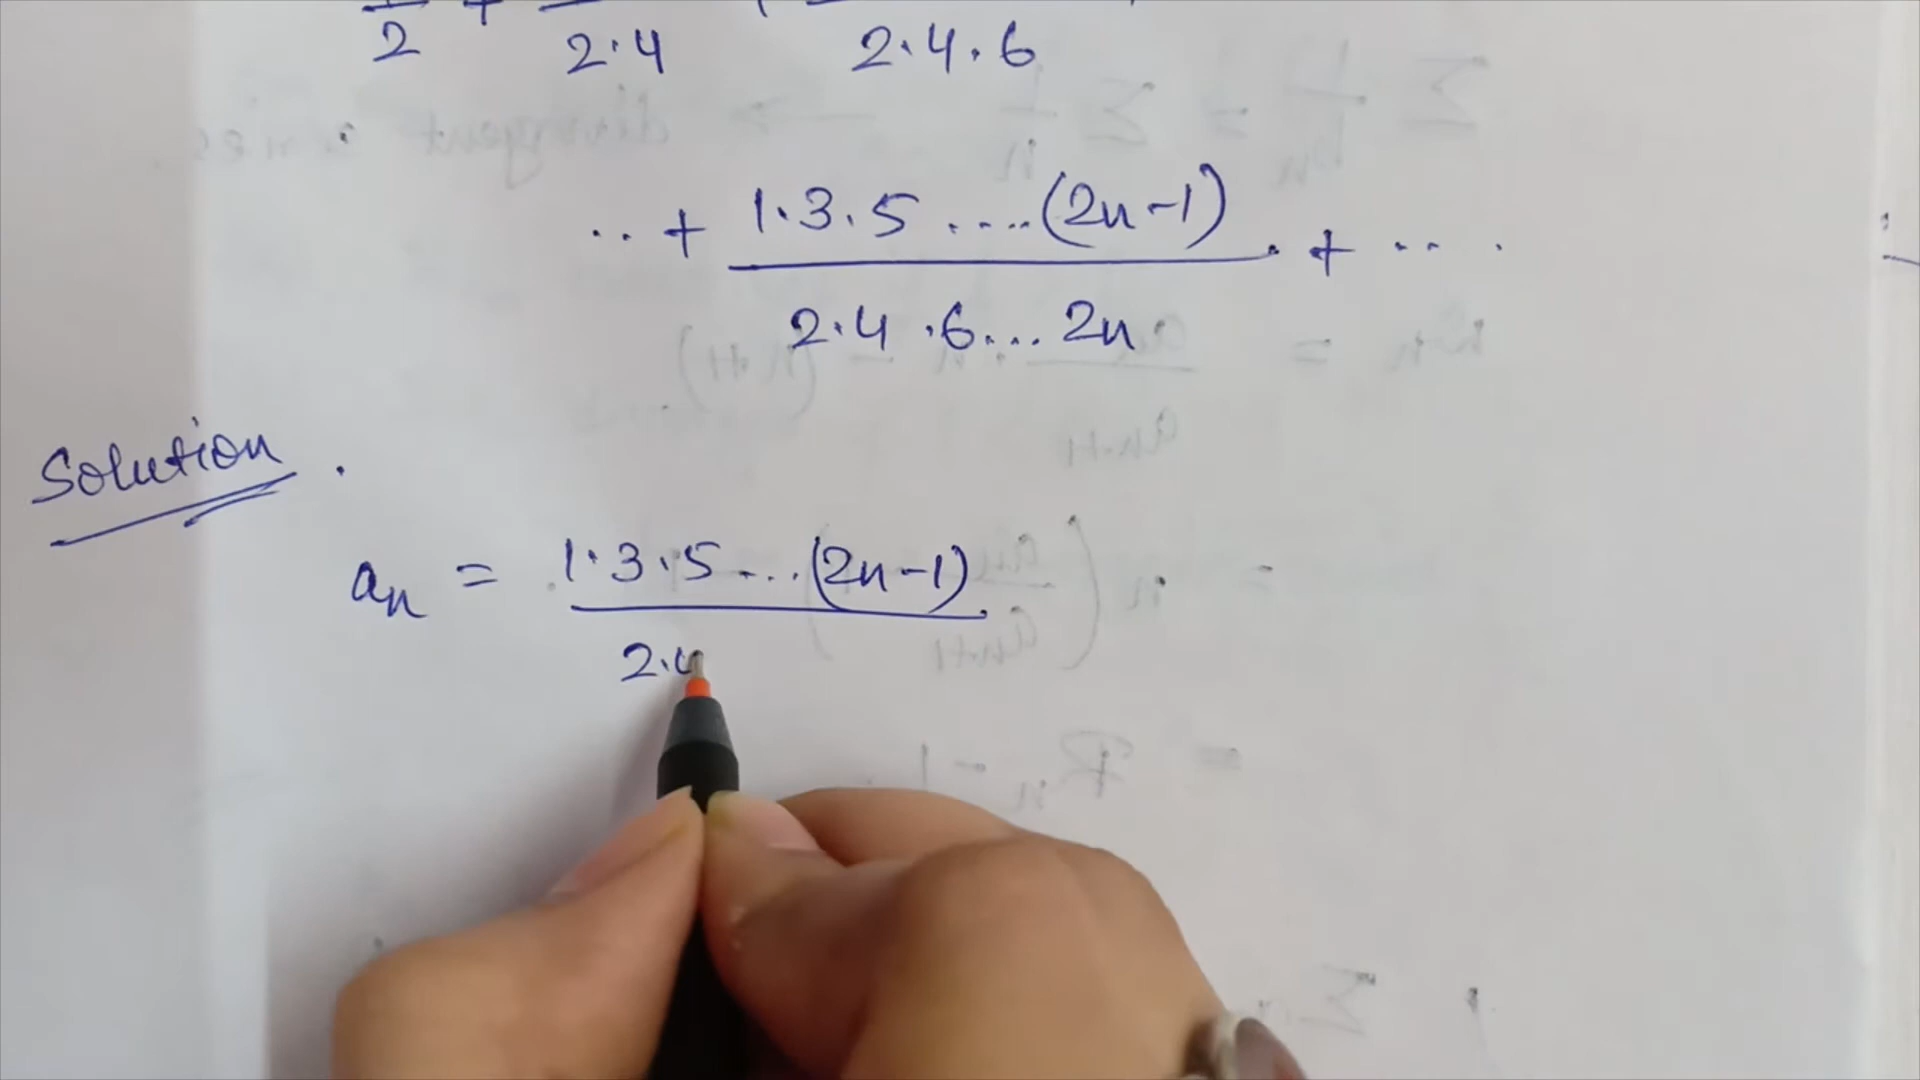 2 + 2·4 2·4·6
·· + 1·3·5 ....(2n-1) + ····
2·4·6... 2n
Solution.
an = 1·3·5...(2n-1)
2·4